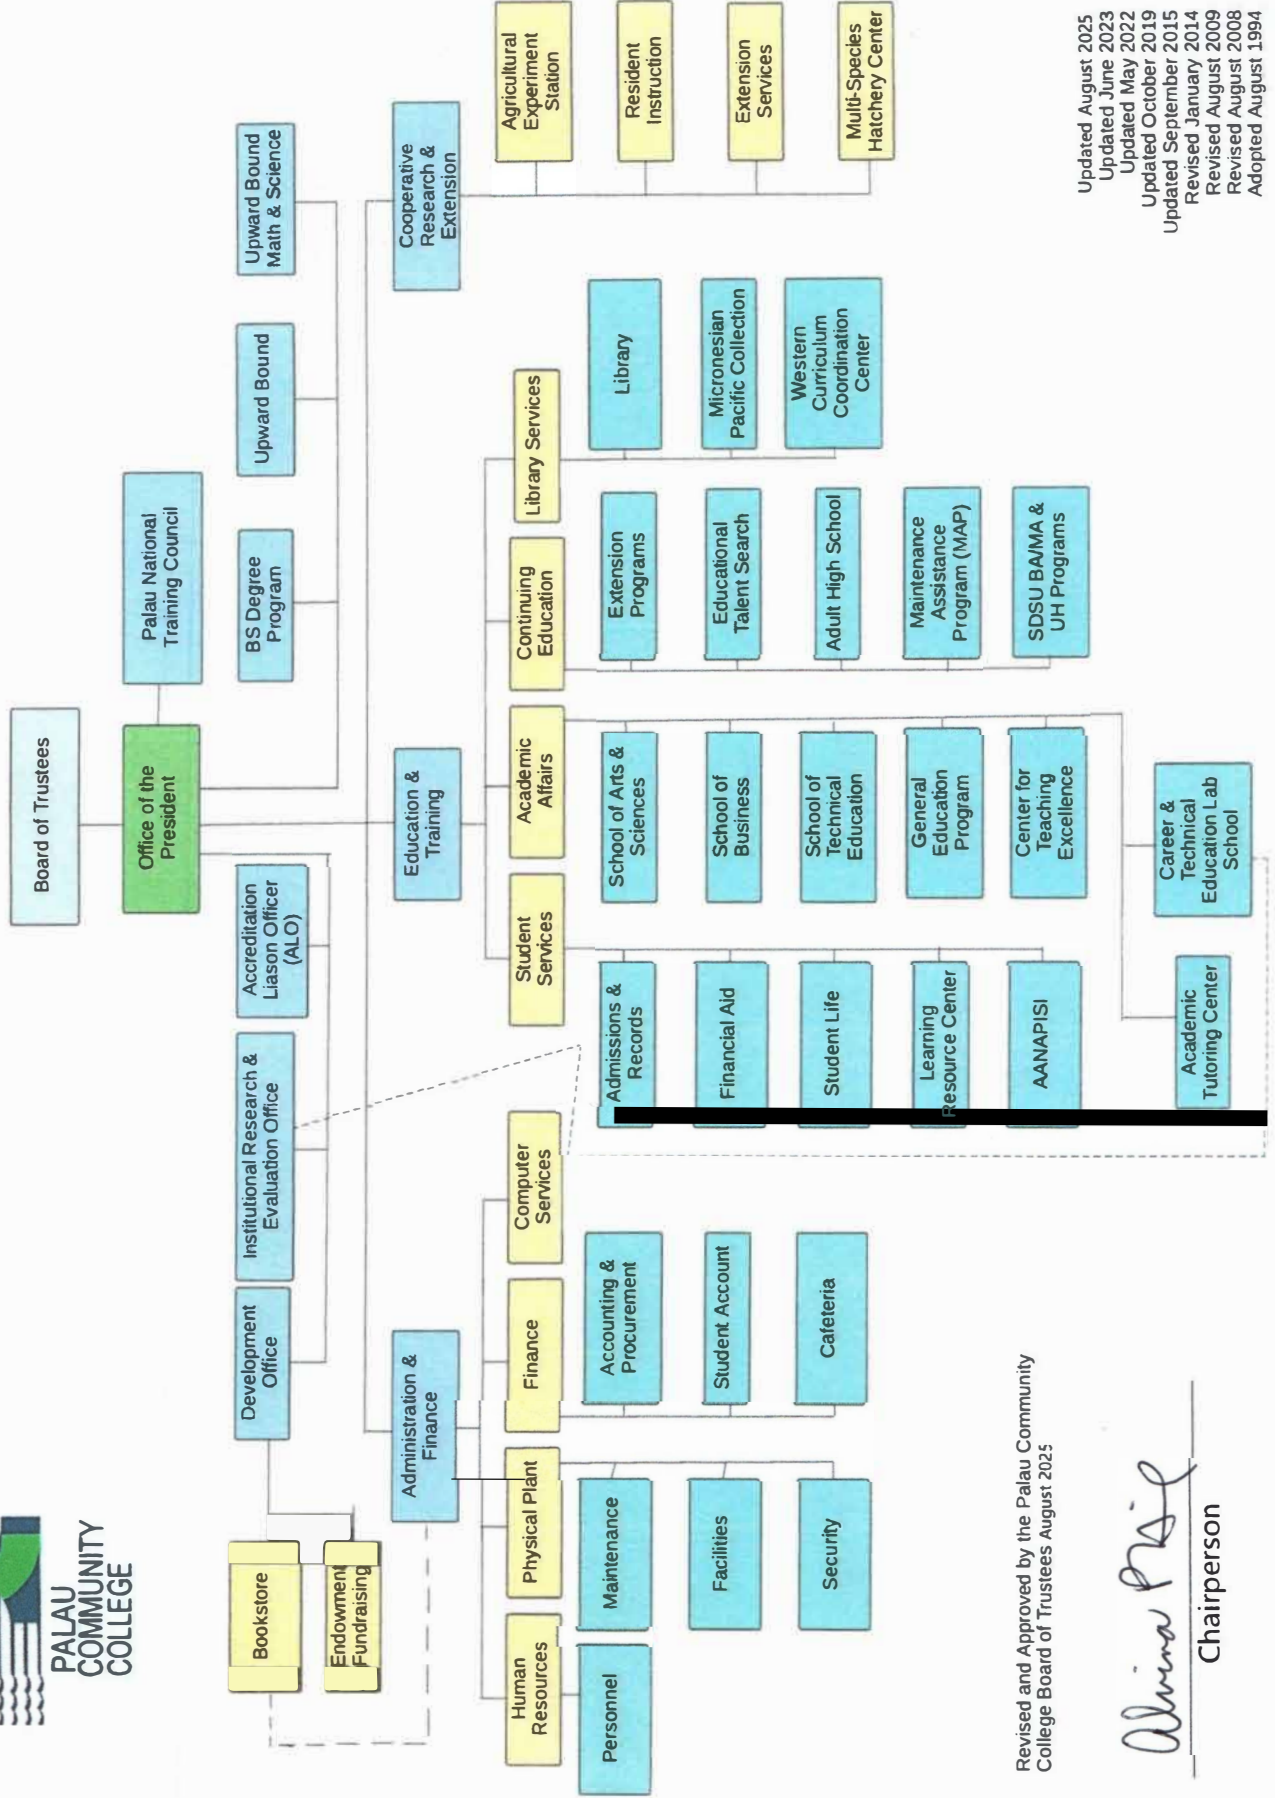 PALAU
COMMUNITY
COLLEGE
Board of Trustees
Office of the
President
Palau National
Training Council
Bookstore
Endowment
Fundraising
Development
Office
Institutional Research &
Evaluation Office
Accreditation
Liason Officer
(ALO)
BS Degree
Program
Upward Bound
Upward Bound
Math & Science
Administration &
Finance
Education &
Training
Cooperative
Research &
Extension
Human
Resources
Physical Plant
Finance
Computer
Services
Student
Services
Academic
Affairs
Continuing
Education
Library Services
Agricultural
Experiment
Station
Resident
Instruction
Extension
Services
Multi-Species
Hatchery Center
Personnel
Maintenance
Facilities
Security
Accounting &
Procurement
Student Account
Cafeteria
Admissions &
Records
Financial Aid
Student Life
Learning
Resource Center
AANAPISI
School of Arts &
Sciences
School of
Business
School of
Technical
Education
General
Education
Program
Center for
Teaching
Excellence
Academic
Tutoring Center
Career &
Technical
Education Lab
School
Extension
Programs
Educational
Talent Search
Adult High School
Maintenance
Assistance
Program (MAP)
SDSU BA/MA &
UH Programs
Library
Micronesian
Pacific Collection
Western
Curriculum
Coordination
Center
Revised and Approved by the Palau Community
College Board of Trustees August 2025
Chairperson
Updated August 2025
Updated June 2023
Updated May 2022
Updated October 2019
Updated September 2015
Revised January 2014
Revised August 2009
Revised August 2008
Adopted August 1994